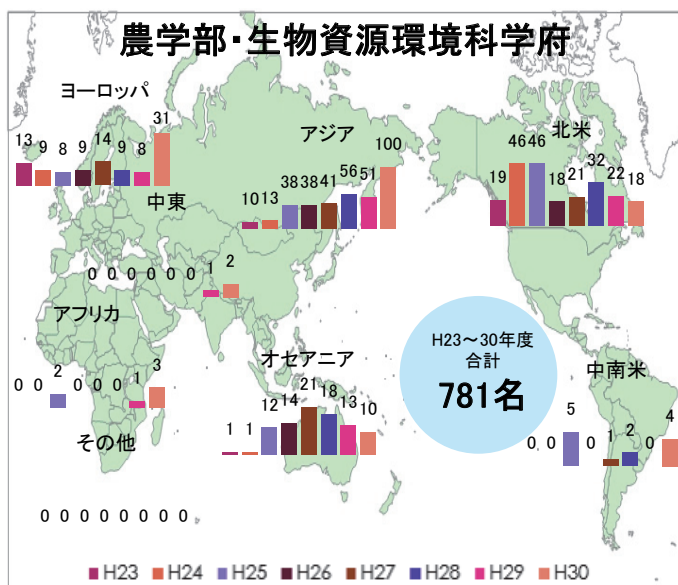 農学部・生物資源環境科学府
ヨーロッパ
13 9 8 9 14 9 8 31
アジア
10 13 38 38 41 56 51 100
北米
19 46 46 18 21 32 22 18
中東
0 0 0 0 0 0 1 2
アフリカ
0 0 2 0 0 0 1 3
オセアニア
1 1 12 14 21 18 13 10
H23～30年度
合計
781名
中南米
0 0 5 0 1 2 0 4
その他
0 0 0 0 0 0 0 0
H23 H24 H25 H26 H27 H28 H29 H30